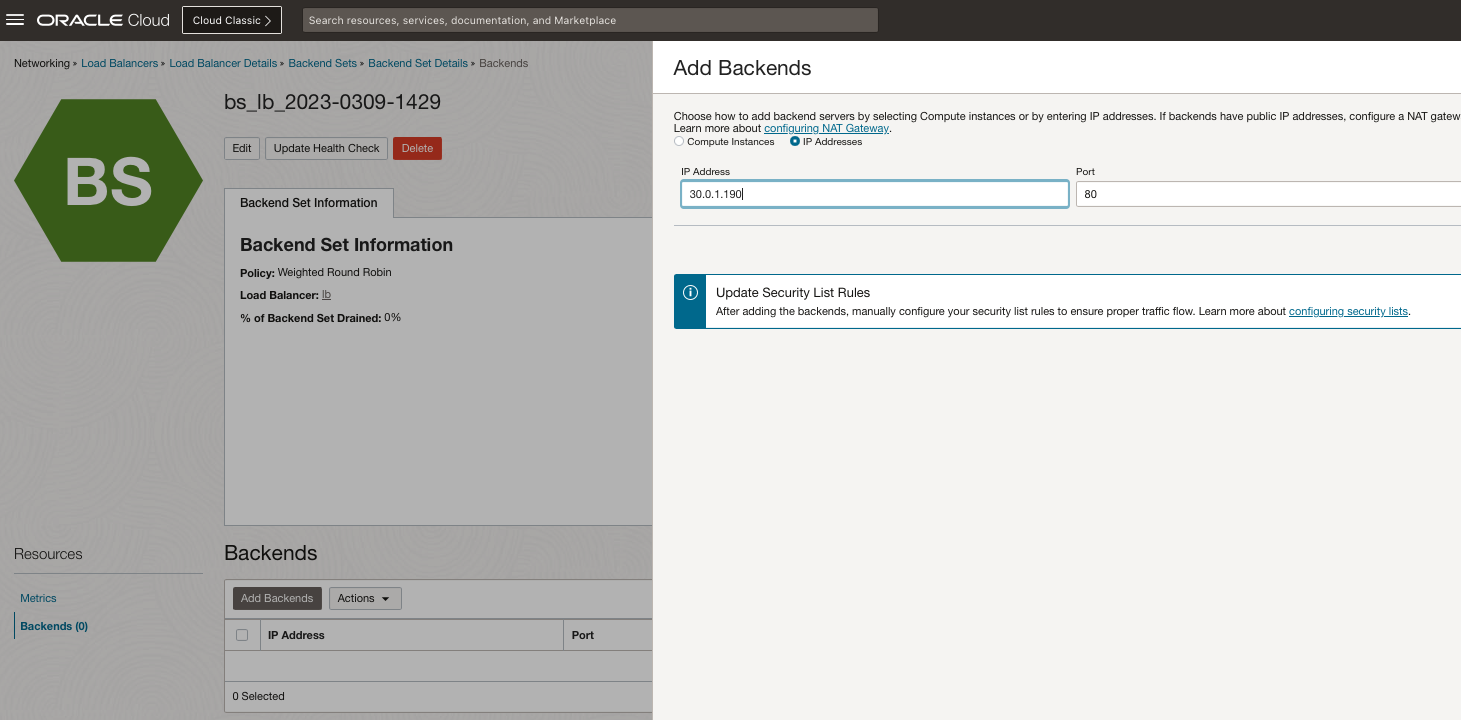 ORACLE Cloud
Cloud Classic
Search resources, services, documentation, and Marketplace
Networking » Load Balancers » Load Balancer Details » Backend Sets » Backend Set Details » Backends
BS
bs_lb_2023-0309-1429
Edit
Update Health Check
Delete
Backend Set Information
Backend Set Information
Policy: Weighted Round Robin
Load Balancer: lb
% of Backend Set Drained: 0%
Resources
Metrics
Backends (0)
Backends
Add Backends
Actions
IP Address
Port
0 Selected
Add Backends
Choose how to add backend servers by selecting Compute instances or by entering IP addresses. If backends have public IP addresses, configure a NAT gatew
Learn more about configuring NAT Gateway.
Compute Instances
IP Addresses
IP Address
Port
30.0.1.190
80
Update Security List Rules
After adding the backends, manually configure your security list rules to ensure proper traffic flow. Learn more about configuring security lists.